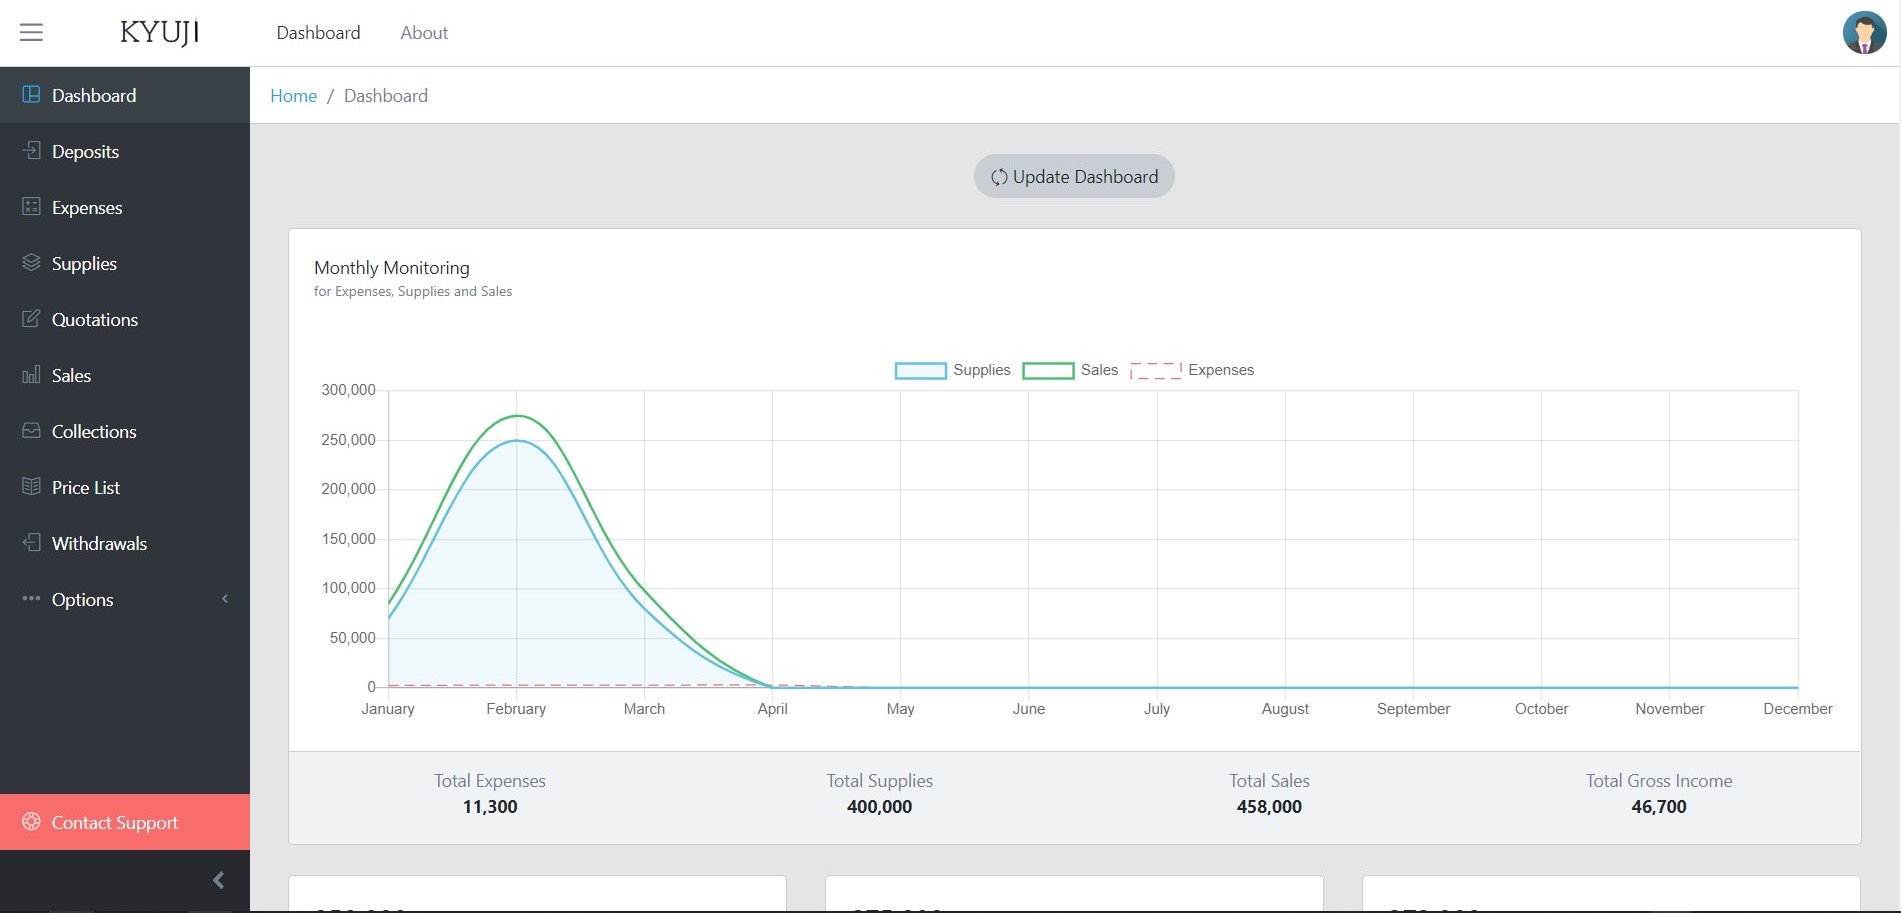 KYUJI
Dashboard
About
Dashboard
Deposits
Expenses
Supplies
Quotations
Sales
Collections
Price List
Withdrawals
Options
Contact Support
Home / Dashboard
Update Dashboard
Monthly Monitoring
for Expenses, Supplies and Sales
Supplies Sales Expenses
300,000
250,000
200,000
150,000
100,000
50,000
0
January February March April May June July August September October November December
Total Expenses
11,300
Total Supplies
400,000
Total Sales
458,000
Total Gross Income
46,700